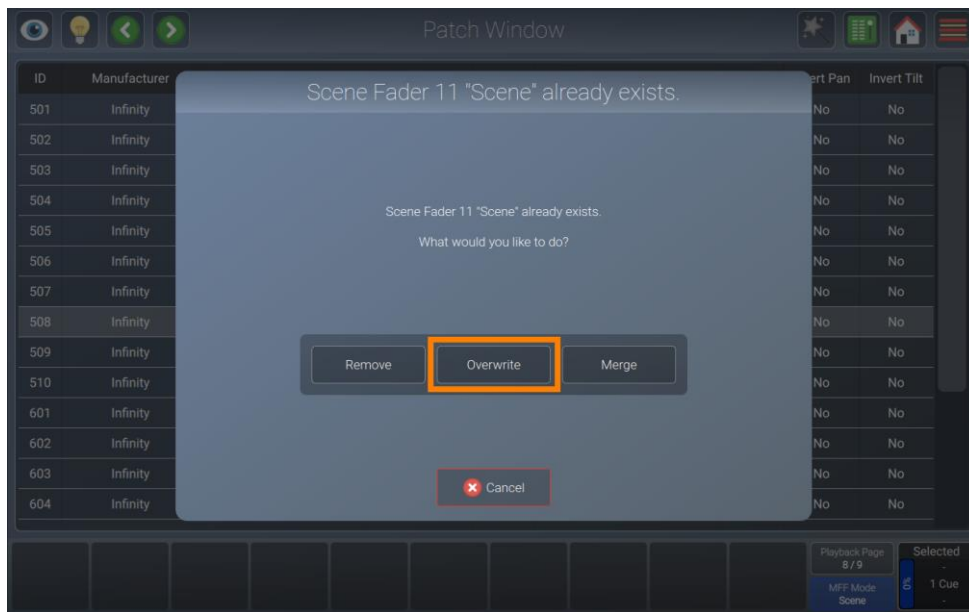 Patch Window
ID Manufacturer ert Pan Invert Tilt
Scene Fader 11 "Scene" already exists.
501 Infinity No No
502 Infinity No No
503 Infinity No No
504 Infinity No No
Scene Fader 11 "Scene" already exists.
505 Infinity No No
What would you like to do?
506 Infinity No No
507 Infinity No No
508 Infinity No No
509 Infinity No No
Remove Overwrite Merge
510 Infinity No No
601 Infinity No No
602 Infinity No No
603 Infinity No No
Cancel
604 Infinity No No
Playback Page Selected
8 / 9 -
MFF Mode 0% 1 Cue
Scene -